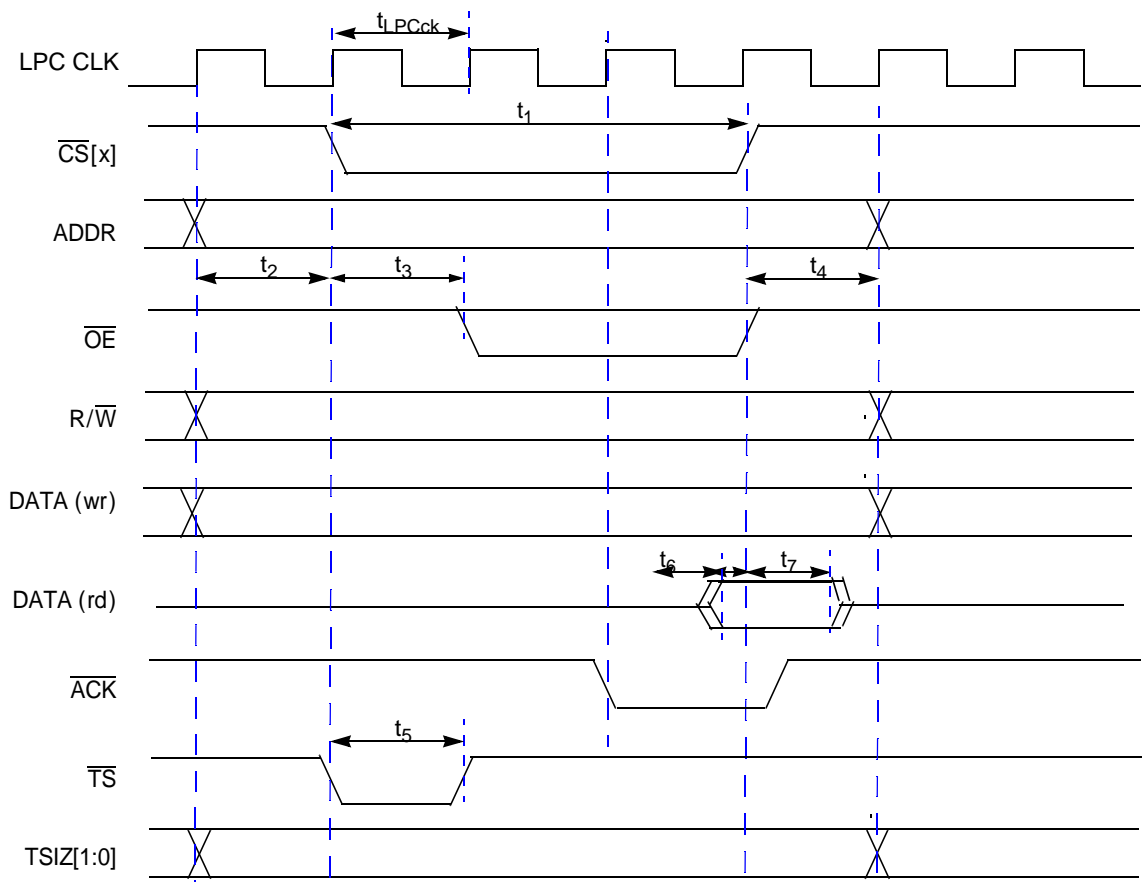 tLPCck
LPC CLK
t1
CS[x]
ADDR
t2
t3
t4
OE
R/W
DATA (wr)
t6
t7
DATA (rd)
ACK
t5
TS
TSIZ[1:0]